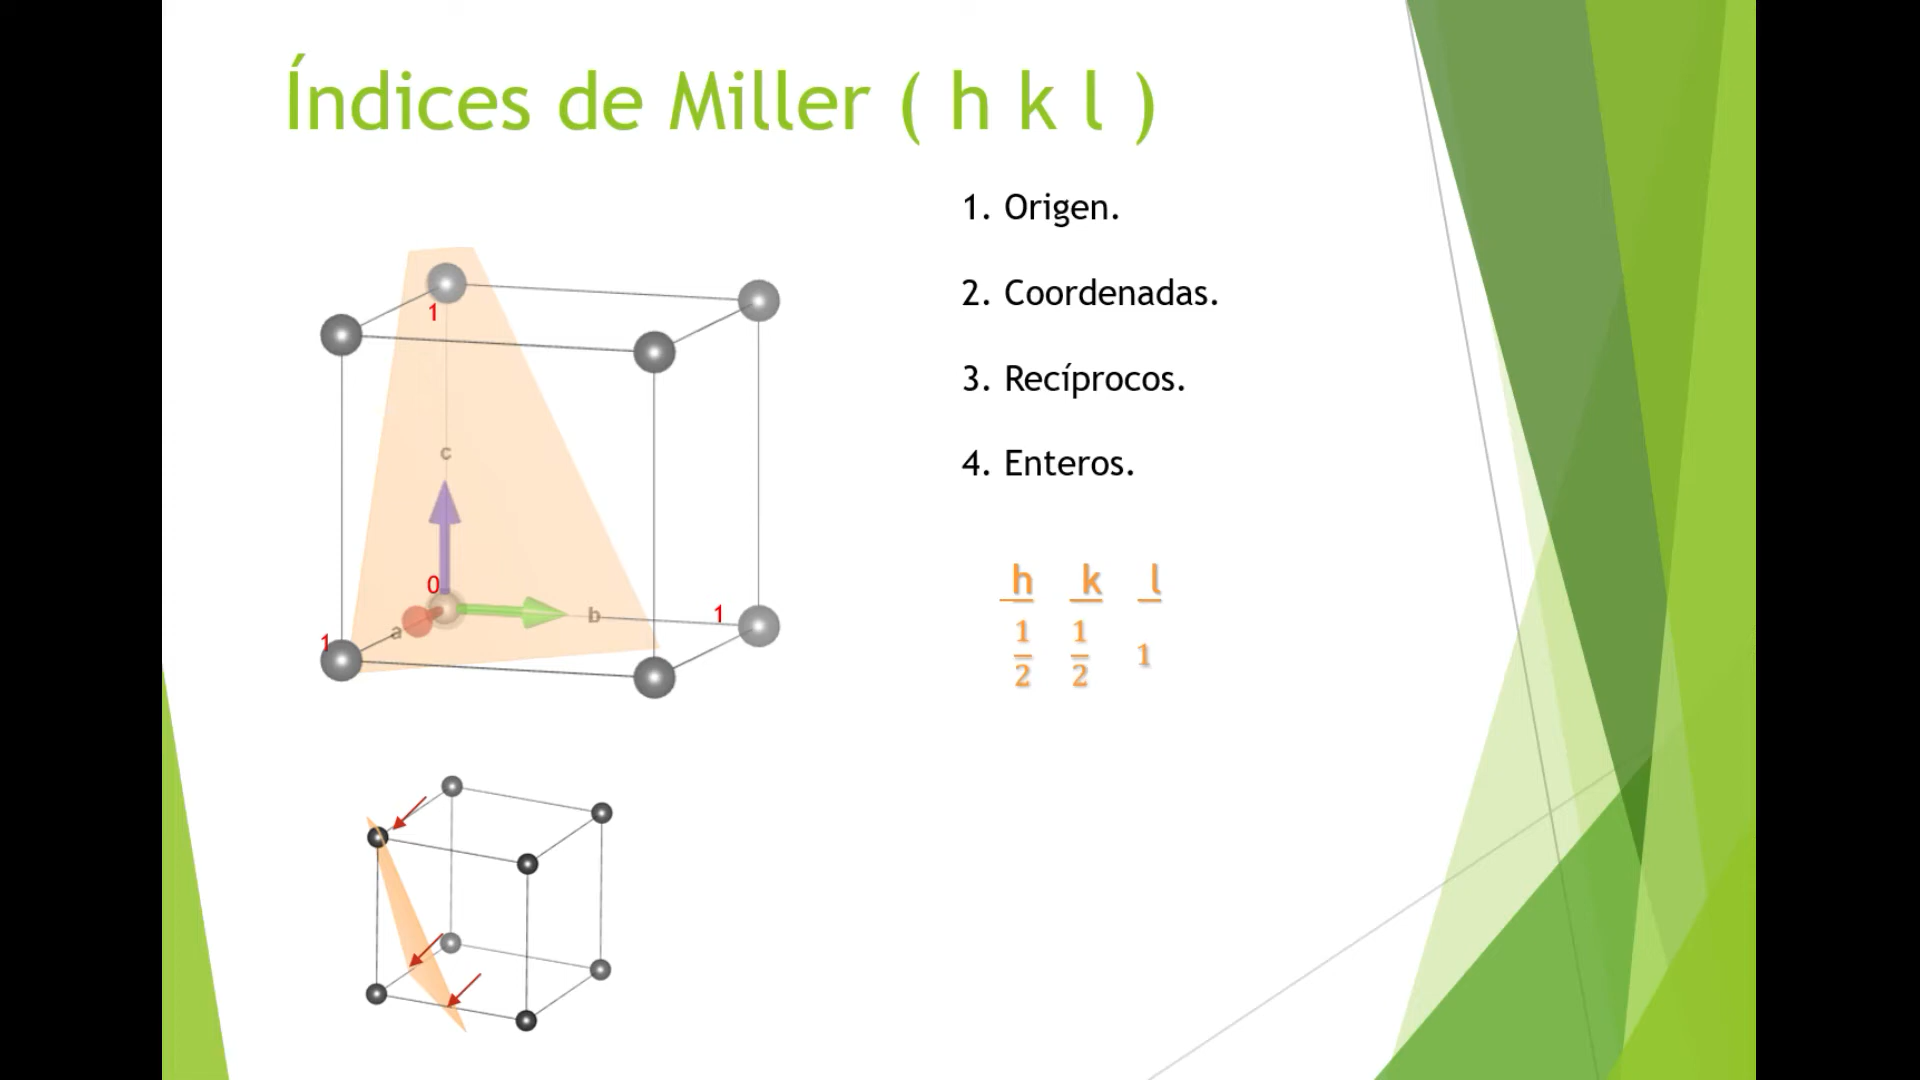 Índices de Miller ( h k l )
1. Origen.
2. Coordenadas.
3. Recíprocos.
4. Enteros.
1
c
0
b
1
a
1
h k l
1/2 1/2 1